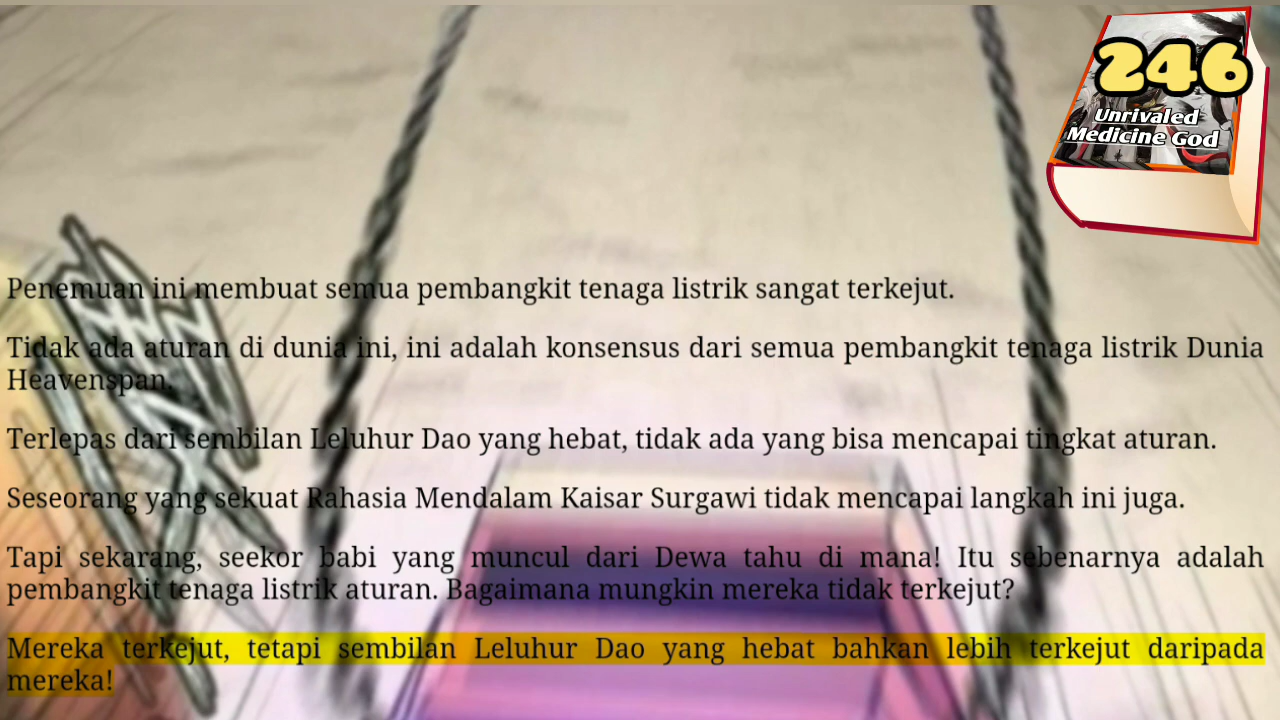 246
Unrivaled
Medicine God
Penemuan ini membuat semua pembangkit tenaga listrik sangat terkejut.
Tidak ada aturan di dunia ini, ini adalah konsensus dari semua pembangkit tenaga listrik Dunia
Heavenspan.
Terlepas dari sembilan Leluhur Dao yang hebat, tidak ada yang bisa mencapai tingkat aturan.
Seseorang yang sekuat Rahasia Mendalam Kaisar Surgawi tidak mencapai langkah ini juga.
Tapi sekarang, seekor babi yang muncul dari Dewa tahu di mana! Itu sebenarnya adalah
pembangkit tenaga listrik aturan. Bagaimana mungkin mereka tidak terkejut?
Mereka terkejut, tetapi sembilan Leluhur Dao yang hebat bahkan lebih terkejut daripada
mereka!